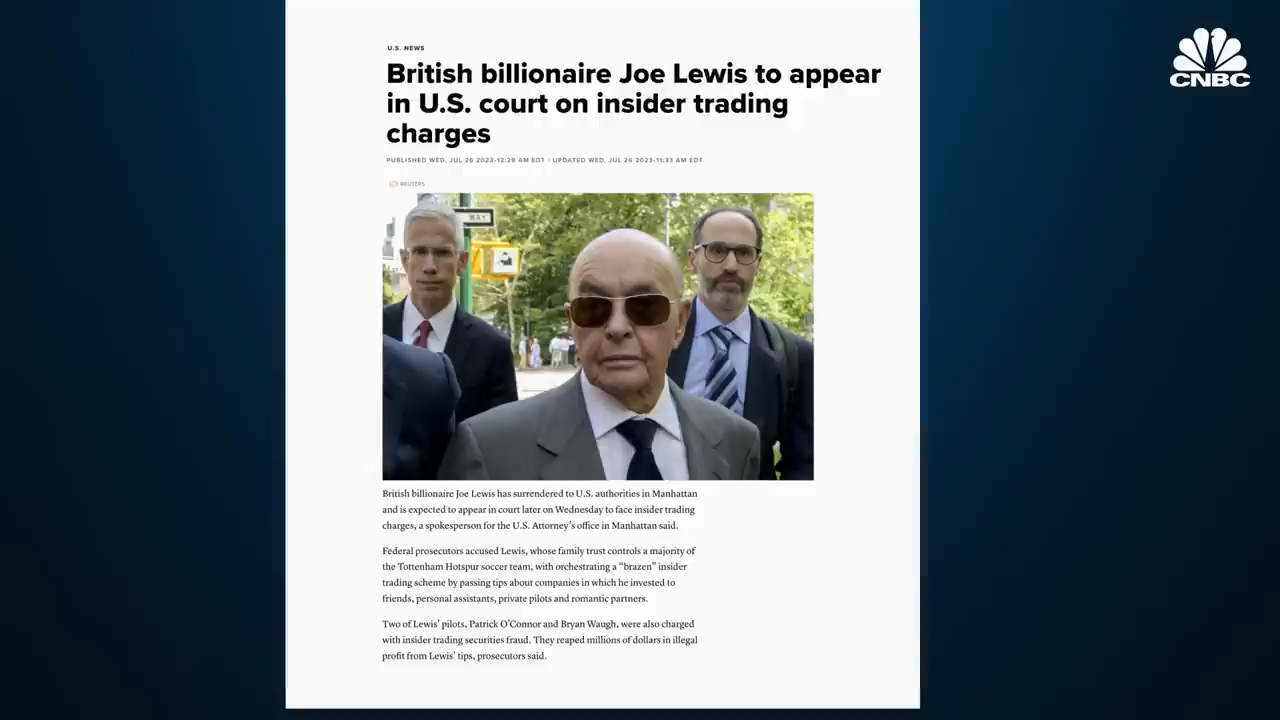 CNBC
U.S. NEWS
British billionaire Joe Lewis to appear
in U.S. court on insider trading
charges
PUBLISHED WED, JUL 26 2023•12:29 AM EDT | UPDATED WED, JUL 26 2023•11:33 AM EDT
REUTERS
WAY
British billionaire Joe Lewis has surrendered to U.S. authorities in Manhattan
and is expected to appear in court later on Wednesday to face insider trading
charges, a spokesperson for the U.S. Attorney’s office in Manhattan said.
Federal prosecutors accused Lewis, whose family trust controls a majority of
the Tottenham Hotspur soccer team, with orchestrating a “brazen” insider
trading scheme by passing tips about companies in which he invested to
friends, personal assistants, private pilots and romantic partners.
Two of Lewis’ pilots, Patrick O’Connor and Bryan Waugh, were also charged
with insider trading securities fraud. They reaped millions of dollars in illegal
profit from Lewis’ tips, prosecutors said.